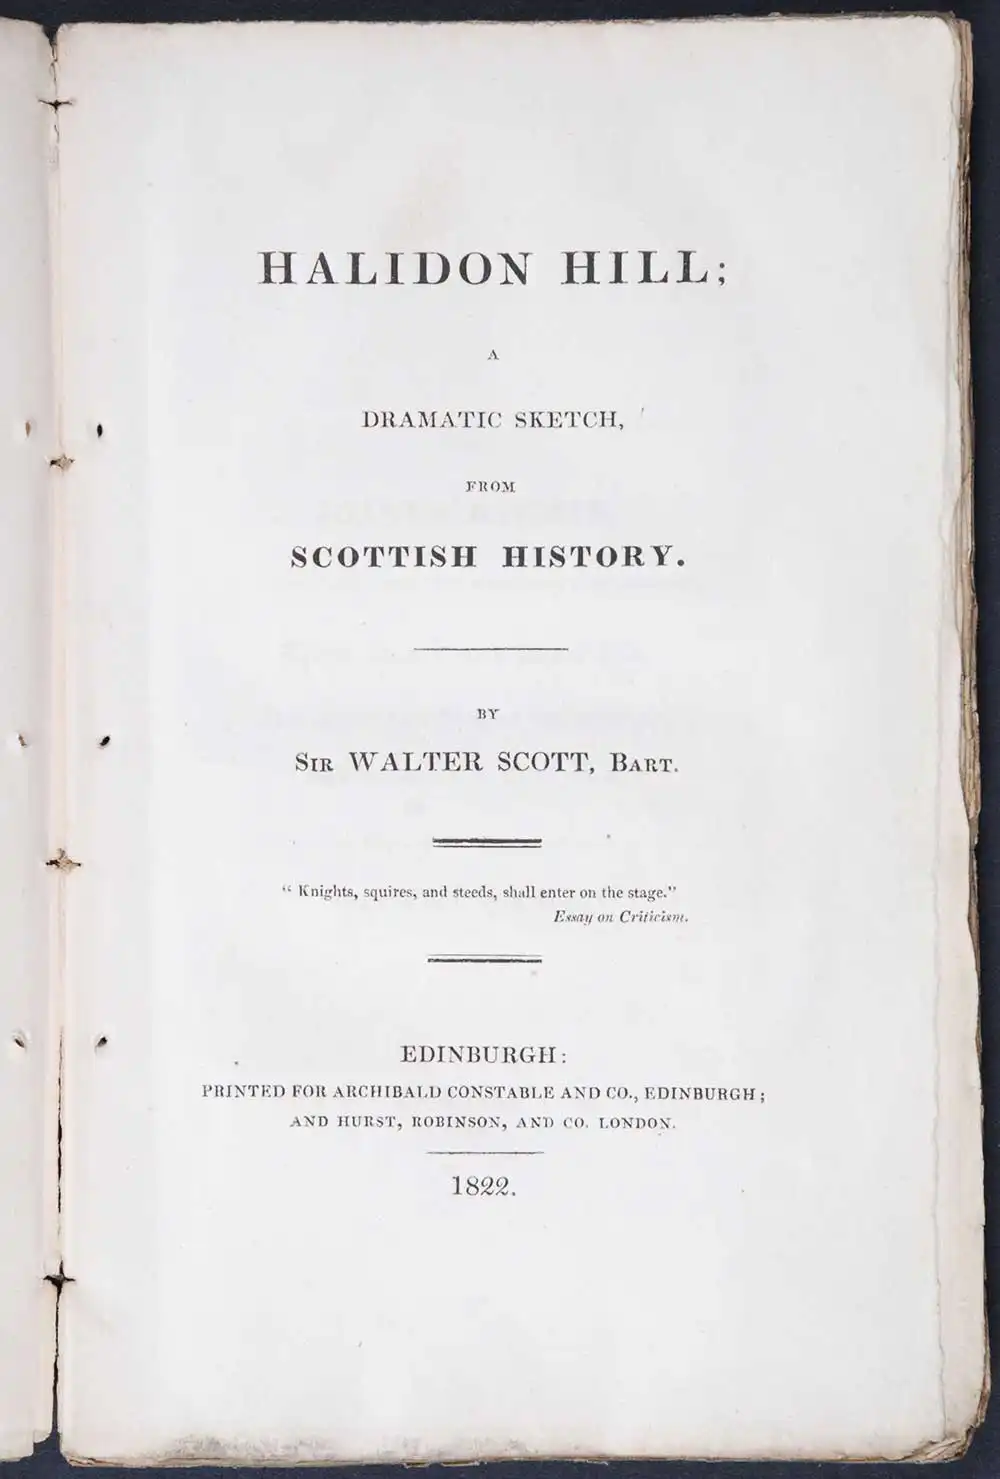 HALIDON HILL;
A
DRAMATIC SKETCH,
FROM
SCOTTISH HISTORY.
BY
SIR WALTER SCOTT, BART.
“ Knights, squires, and steeds, shall enter on the stage.”
Essay on Criticism.
EDINBURGH:
PRINTED FOR ARCHIBALD CONSTABLE AND CO., EDINBURGH;
AND HURST, ROBINSON, AND CO. LONDON.
1822.